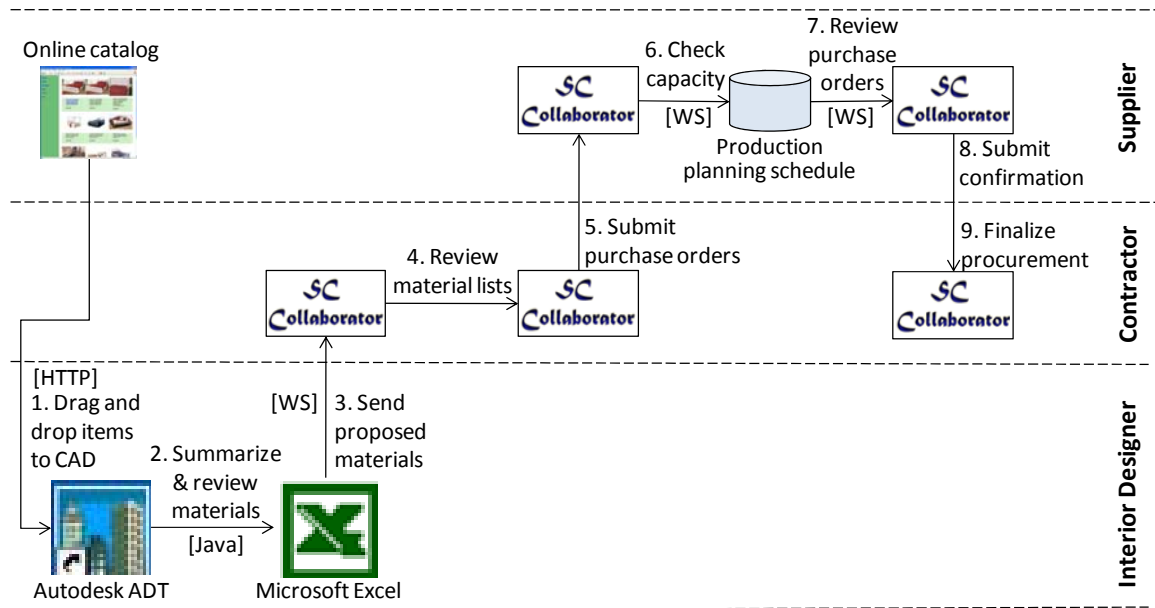 Online catalog
SC
Collaborator
6. Check
capacity
[WS]
Production
planning schedule
7. Review
purchase
orders
[WS]
SC
Collaborator
8. Submit
confirmation
Supplier
SC
Collaborator
4. Review
material lists
SC
Collaborator
5. Submit
purchase orders
9. Finalize
procurement
SC
Collaborator
Contractor
[HTTP]
1. Drag and
drop items
to CAD
2. Summarize
& review
materials
[Java]
[WS]
3. Send
proposed
materials
Autodesk ADT
Microsoft Excel
Interior Designer